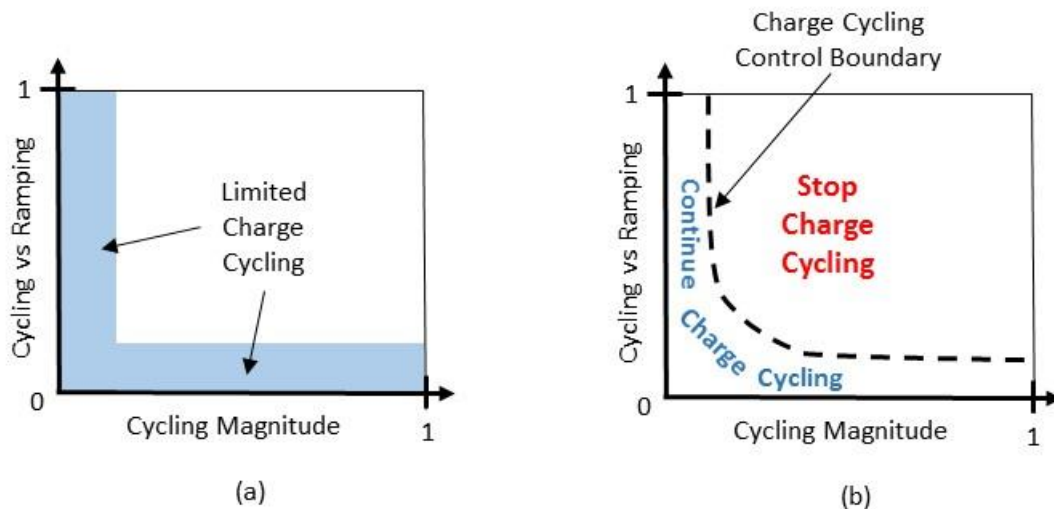 1
Cycling vs Ramping
Limited
Charge
Cycling
0
Cycling Magnitude
1
(a)
Charge Cycling
Control Boundary
1
Cycling vs Ramping
Continue
Charge
Cycling
Stop
Charge
Cycling
0
Cycling Magnitude
1
(b)